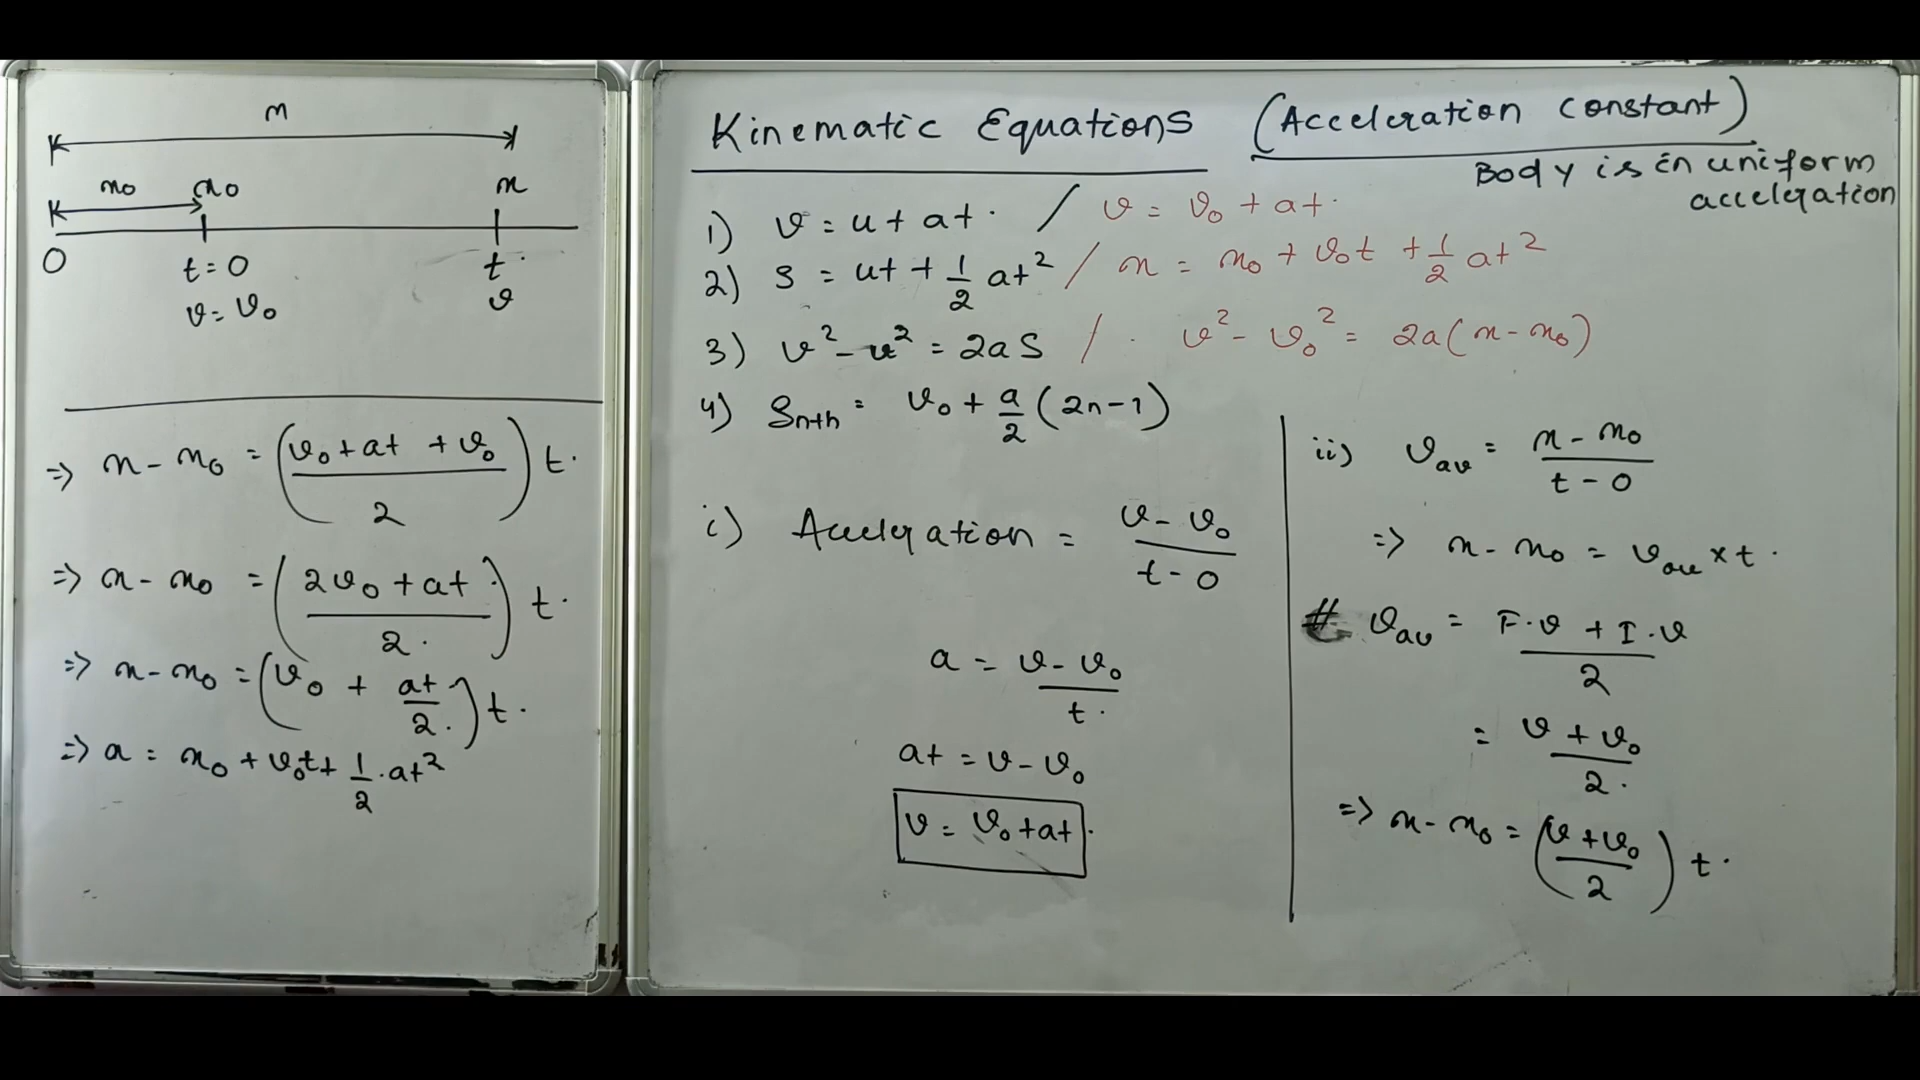 x
x₀ x₀ x
O t = 0 t
v = v₀ v
=> x - x₀ = ((v₀ + at + v₀)/2) t.
=> x - x₀ = ((2v₀ + at)/2.) t.
=> x - x₀ = (v₀ + at/2.) t.
=> x = x₀ + v₀t + 1/2 . at²
Kinematic Equations (Acceleration constant)
Body is in uniform
acceleration
1) v = u + at. / v = v₀ + at.
2) S = ut + 1/2 at² / x = x₀ + v₀t + 1/2 at²
3) v² - u² = 2aS / . v² - v₀² = 2a(x - x₀)
4) Snth = v₀ + a/2 (2n-1)
i) Acceleration = (v - v₀)/(t - 0)
a = (v - v₀)/t.
at = v - v₀
v = v₀ + at.
ii) vav = (x - x₀)/(t - 0)
=> x - x₀ = vav × t.
# vav = (F.v + I.v)/2
= (v + v₀)/2.
=> x - x₀ = ((v + v₀)/2) t.